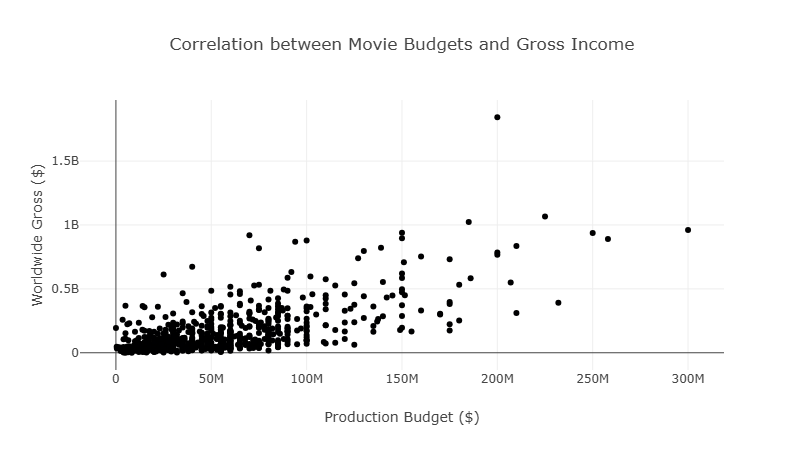 Correlation between Movie Budgets and Gross Income
Worldwide Gross ($)
1.5B
1B
0.5B
0
0 50M 100M 150M 200M 250M 300M
Production Budget ($)